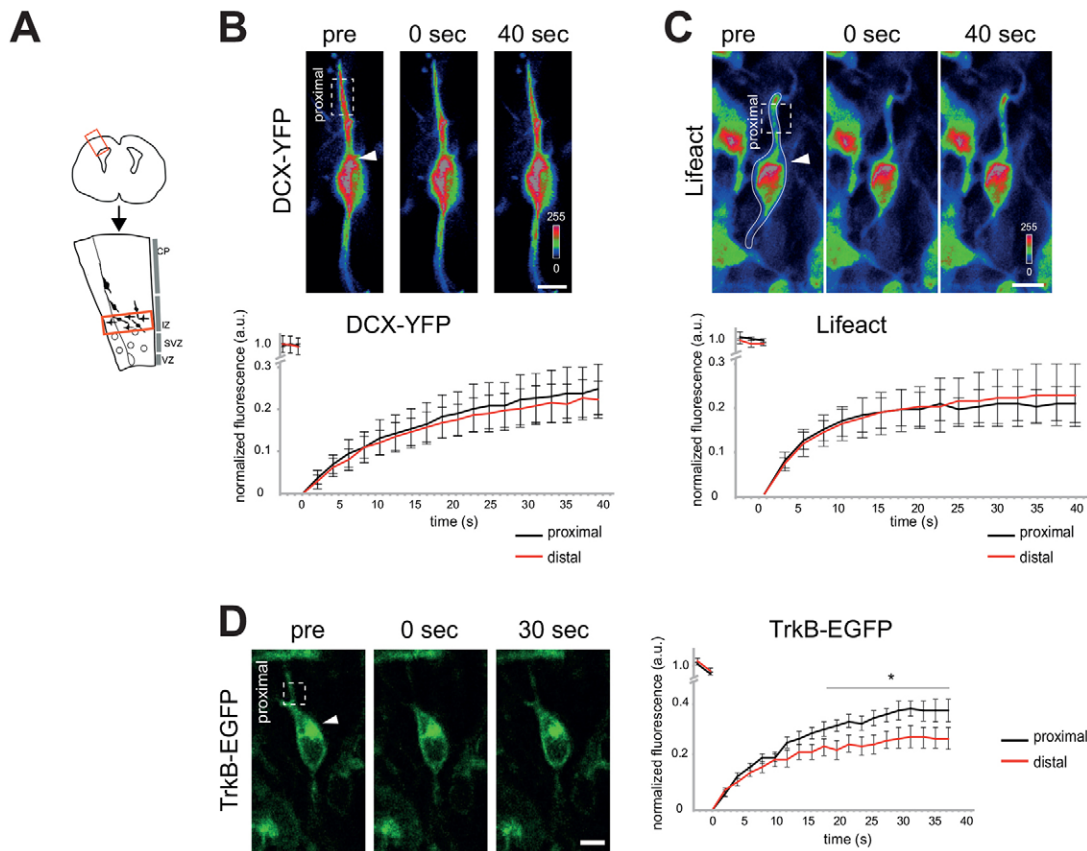 A
CP
IZ
SVZ
VZ
B
pre 0 sec 40 sec
proximal
DCX-YFP
255
0
DCX-YFP
normalized fluorescence (a.u.)
1.0
0.3
0.2
0.1
0
0 5 10 15 20 25 30 35 40
time (s)
proximal
distal
C
pre 0 sec 40 sec
proximal
Lifeact
255
0
Lifeact
normalized fluorescence (a.u.)
1.0
0.3
0.2
0.1
0
0 5 10 15 20 25 30 35 40
time (s)
proximal
distal
D
pre 0 sec 30 sec
proximal
TrkB-EGFP
TrkB-EGFP
normalized fluorescence (a.u.)
1.0
0.4
0.2
0
*
0 5 10 15 20 25 30 35 40
time (s)
proximal
distal